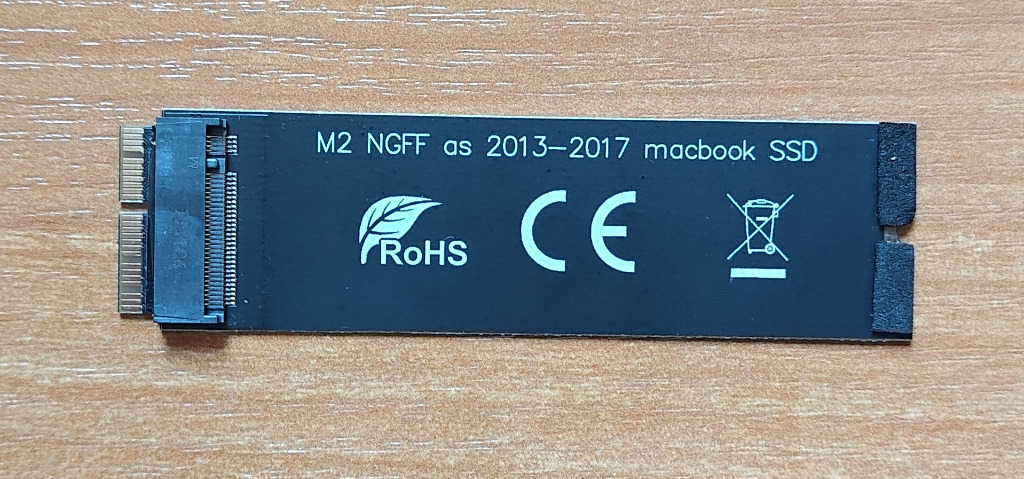 M2 NGFF as 2013-2017 macbook SSD
RoHS
CE